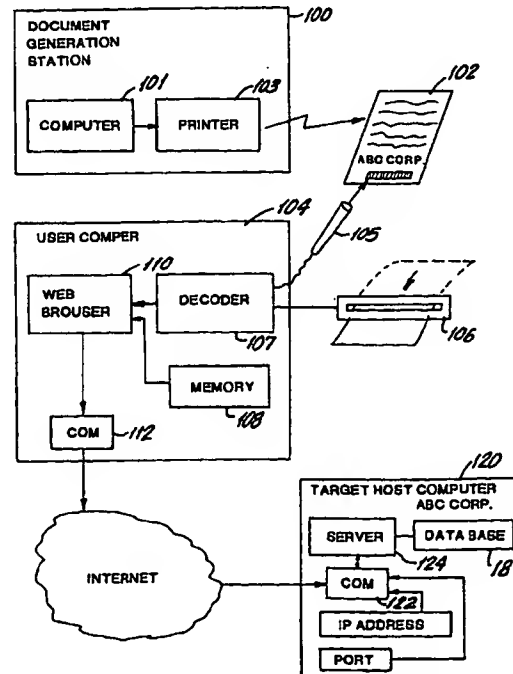 DOCUMENT
GENERATION
STATION
100
101
103
COMPUTER
PRINTER
102
ABC CORP.
104
USER COMPER
105
110
WEB
BROUSER
DECODER
107
106
MEMORY
108
COM
112
INTERNET
120
TARGET HOST COMPUTER
ABC CORP.
SERVER
DATA BASE
124
18
COM
122
IP ADDRESS
PORT